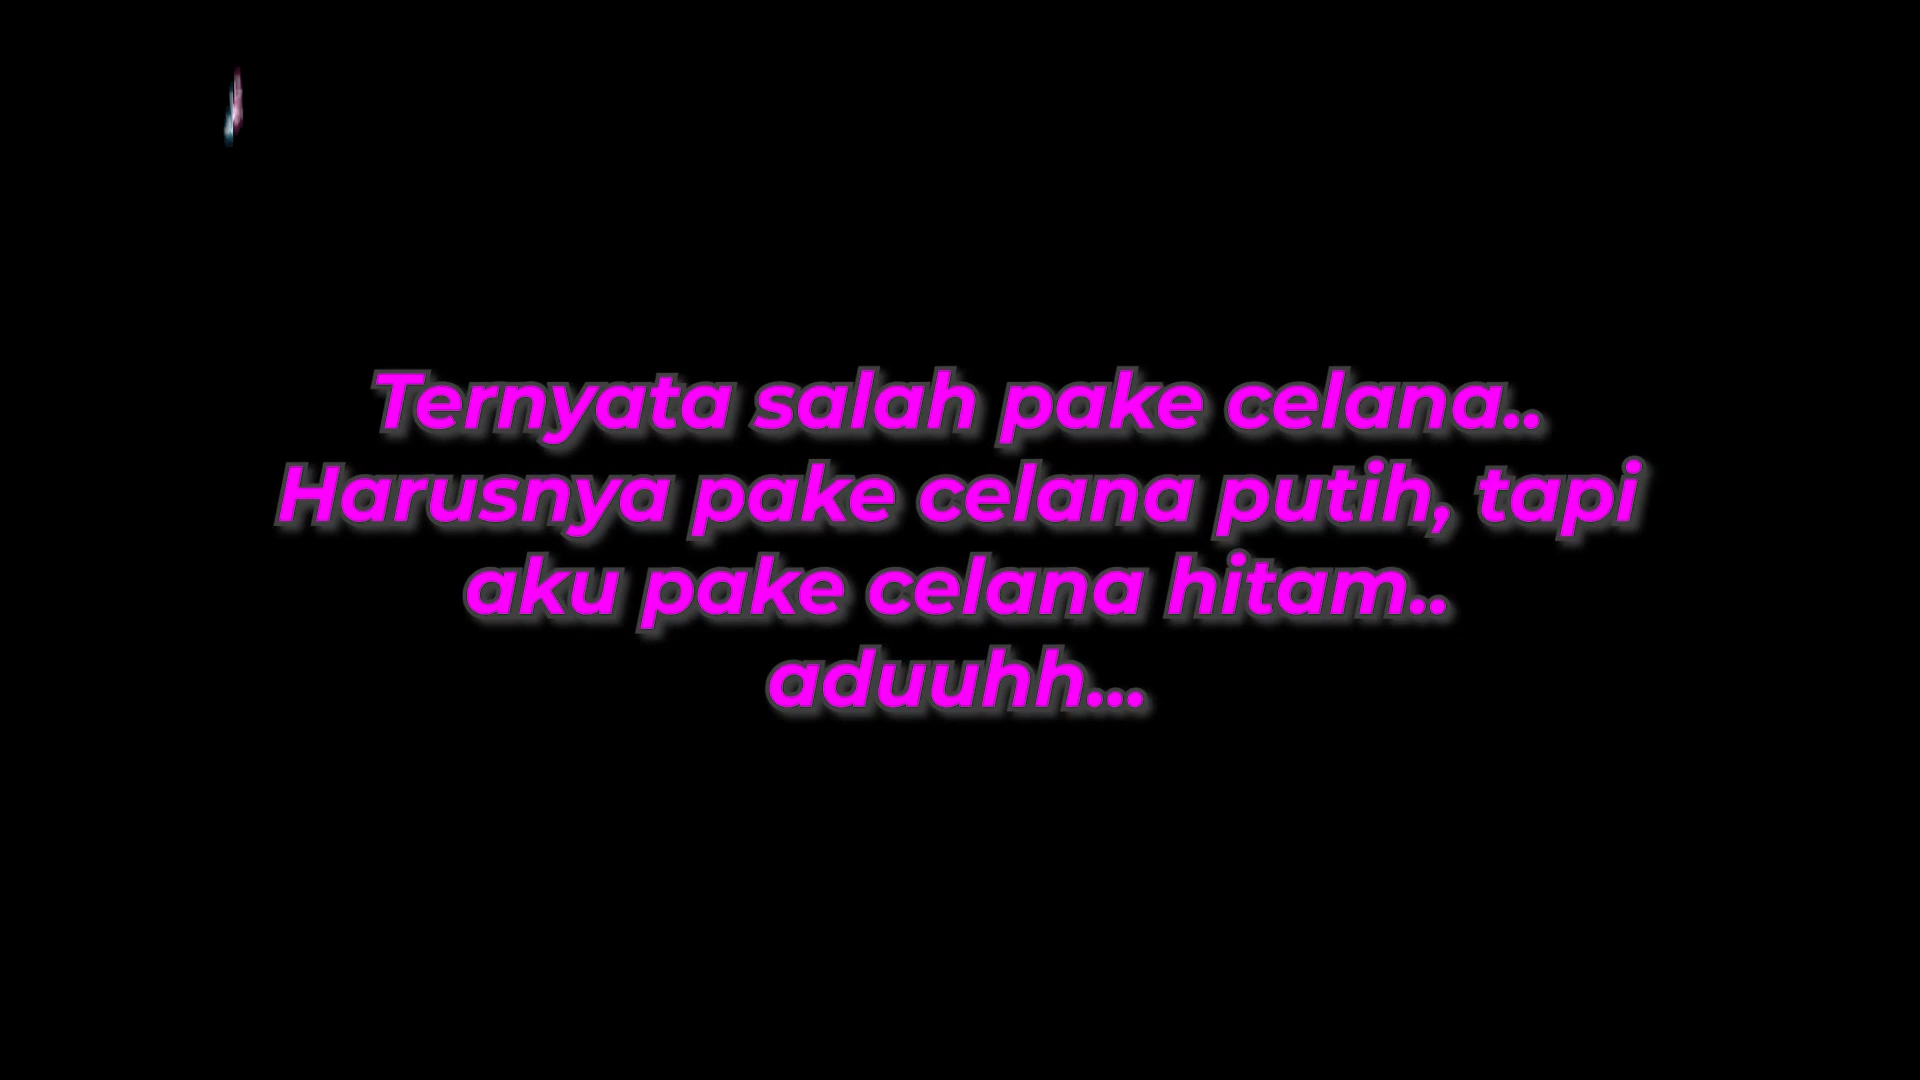 Ternyata salah pake celana..
Harusnya pake celana putih, tapi
aku pake celana hitam..
aduuhh...